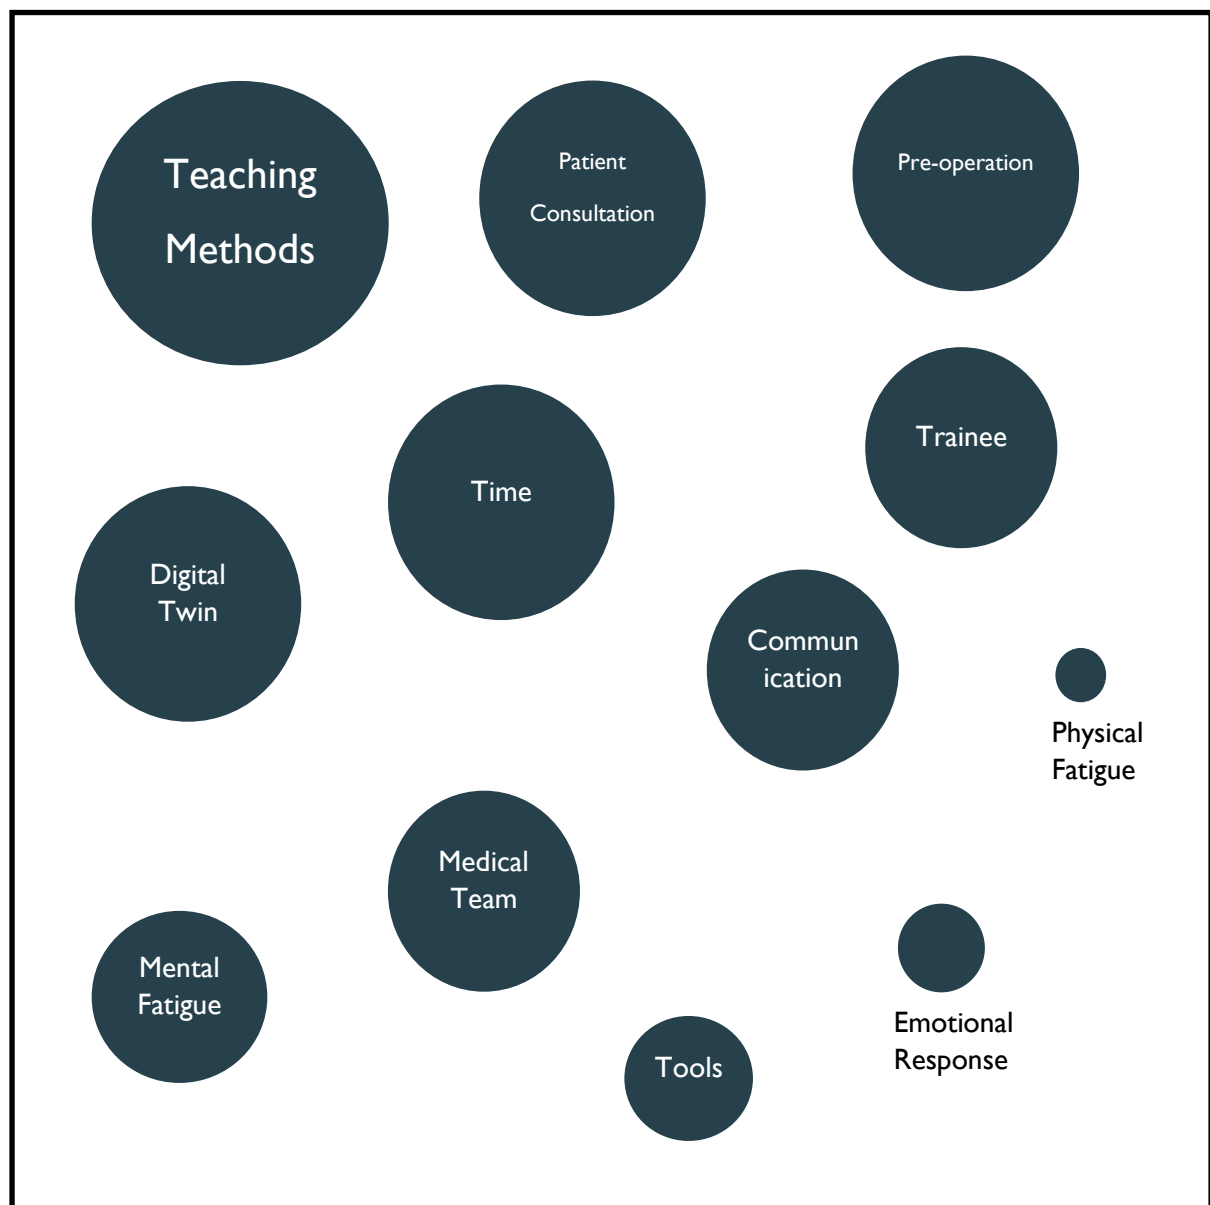 Teaching
Methods
Patient
Consultation
Pre-operation
Trainee
Time
Digital
Twin
Commun
ication
Physical
Fatigue
Medical
Team
Mental
Fatigue
Emotional
Response
Tools